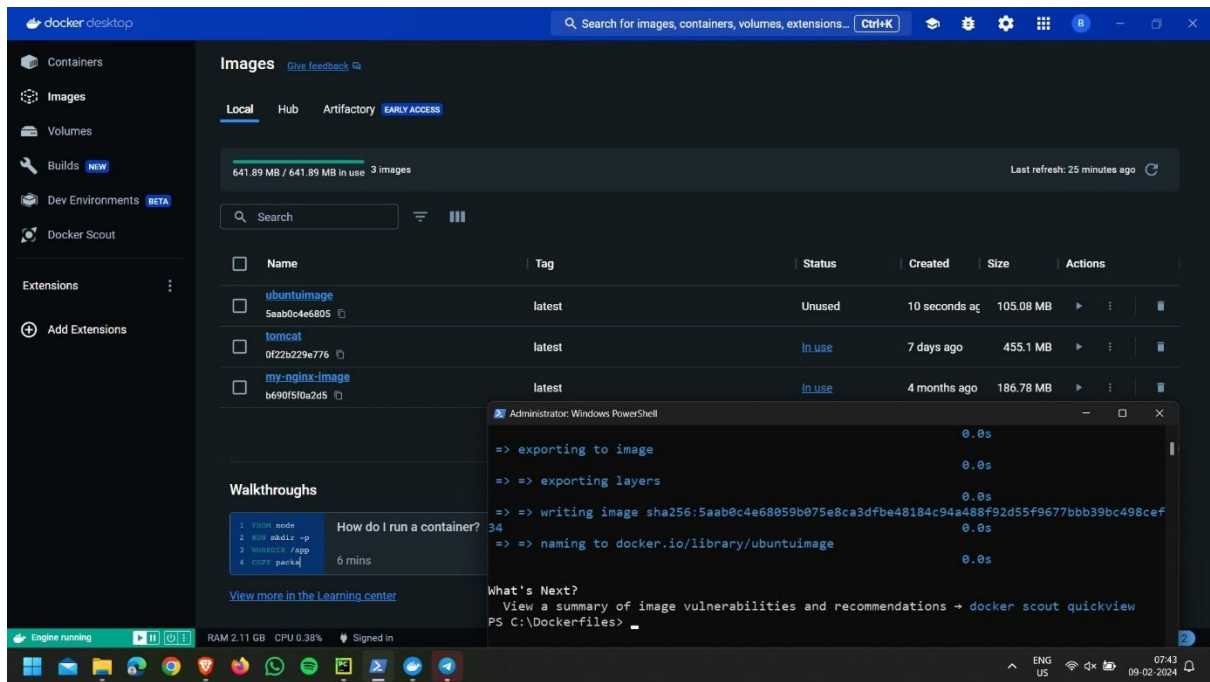 docker desktop
Search for images, containers, volumes, extensions... Ctrl+K
B
Containers
Images
Volumes
Builds NEW
Dev Environments BETA
Docker Scout
Extensions
Add Extensions
Images Give feedback
Local Hub Artifactory EARLY ACCESS
641.89 MB / 641.89 MB in use 3 images
Last refresh: 25 minutes ago
Search
Name Tag Status Created Size Actions
ubuntuimage
5aab0c4e6805
latest Unused 10 seconds ag 105.08 MB
tomcat
0f22b229e776
latest In use 7 days ago 455.1 MB
my-nginx-image
b690f5f0a2d5
latest In use 4 months ago 186.78 MB
Walkthroughs
1 FROM node
2 RUN mkdir -p
3 WORKDIR /app
4 COPY packa
How do I run a container?
6 mins
View more in the Learning center
Administrator: Windows PowerShell
0.0s
=> exporting to image
0.0s
=> => exporting layers
0.0s
=> => writing image sha256:5aab0c4e68059b075e8ca3dfbe48184c94a488f92d55f9677bbb39bc498cef
34 0.0s
=> => naming to docker.io/library/ubuntuimage
0.0s
What's Next?
View a summary of image vulnerabilities and recommendations → docker scout quickview
PS C:\Dockerfiles>
Engine running
RAM 2.11 GB CPU 0.38% Signed in
2
PC
ENG
US
07:43
09-02-2024